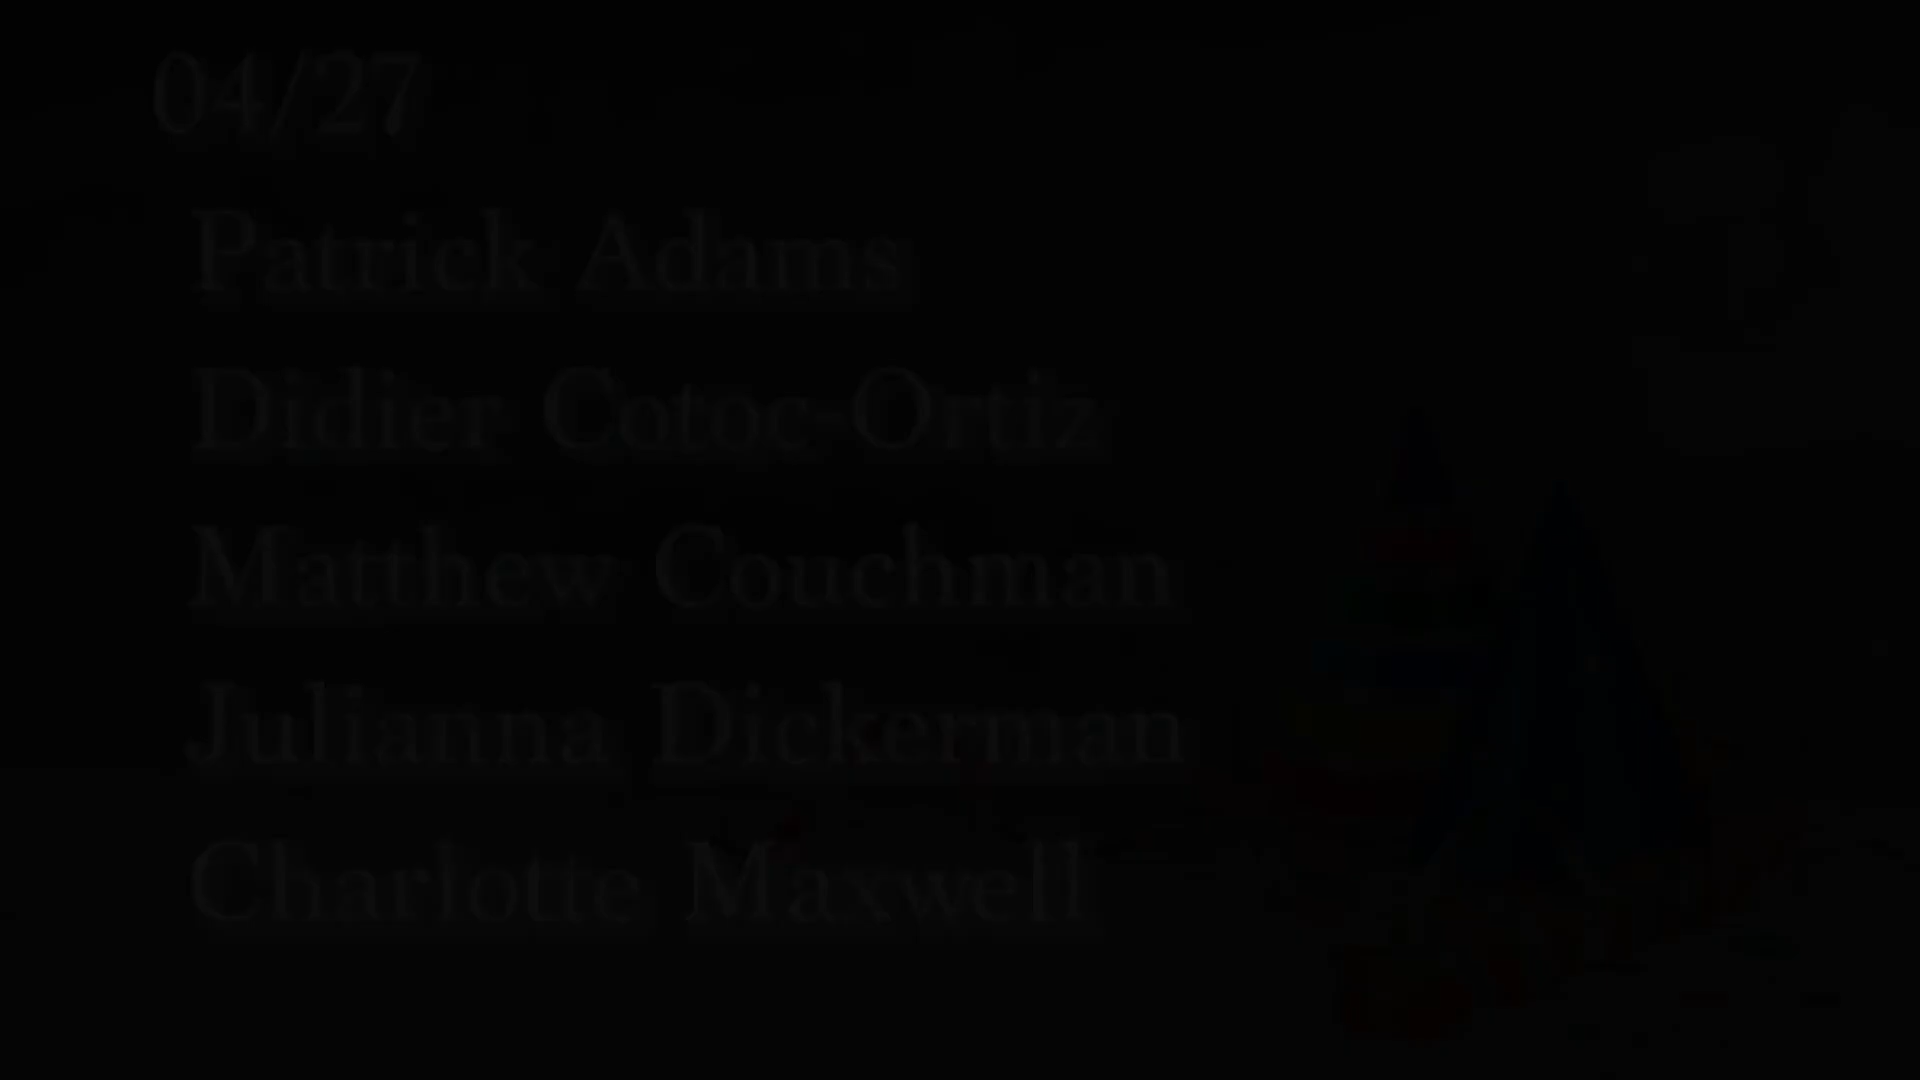 04/27
Patrick Adams
Didier Cotoc-Ortiz
Matthew Couchman
Julianna Dickerman
Charlotte Maxwell